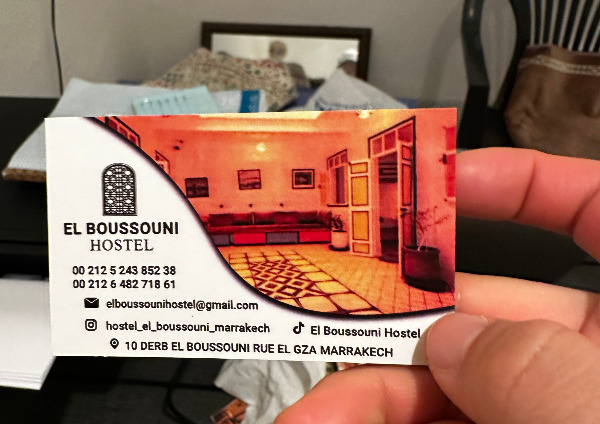 EL BOUSSOUNI
HOSTEL
00 212 5 243 852 38
00 212 6 482 718 61
elboussounihostel@gmail.com
hostel_el_boussouni_marrakech
El Boussouni Hostel
10 DERB EL BOUSSOUNI RUE EL GZA MARRAKECH